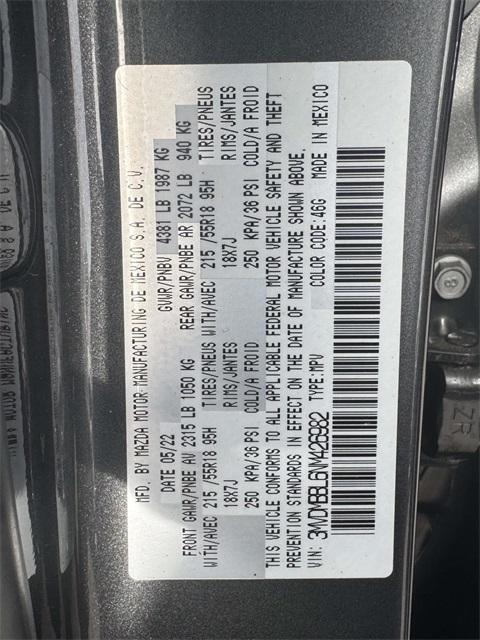 MFD. BY MAZDA MOTOR MANUFACTURING DE MEXICO S.A. DE C.V.
DATE 05/22 GVWR/PNBV 4381 LB 1987 KG
FRONT GAWR/PNBE AV 2315 LB 1050 KG REAR GAWR/PNBE AR 2072 LB 940 KG
WITH/AVEC 215 /55R18 95H TIRES/PNEUS WITH/AVEC 215 /55R18 95H TIRES/PNEUS
18X7J RIMS/JANTES 18X7J RIMS/JANTES
250 KPA/36 PSI COLD/A FROID 250 KPA/36 PSI COLD/A FROID
THIS VEHICLE CONFORMS TO ALL APPLICABLE FEDERAL MOTOR VEHICLE SAFETY AND THEFT
PREVENTION STANDARDS IN EFFECT ON THE DATE OF MANUFACTURE SHOWN ABOVE.
VIN: 3MVDMBBL6NM426982 TYPE:MPV COLOR CODE:46G MADE IN MEXICO
8
ZR